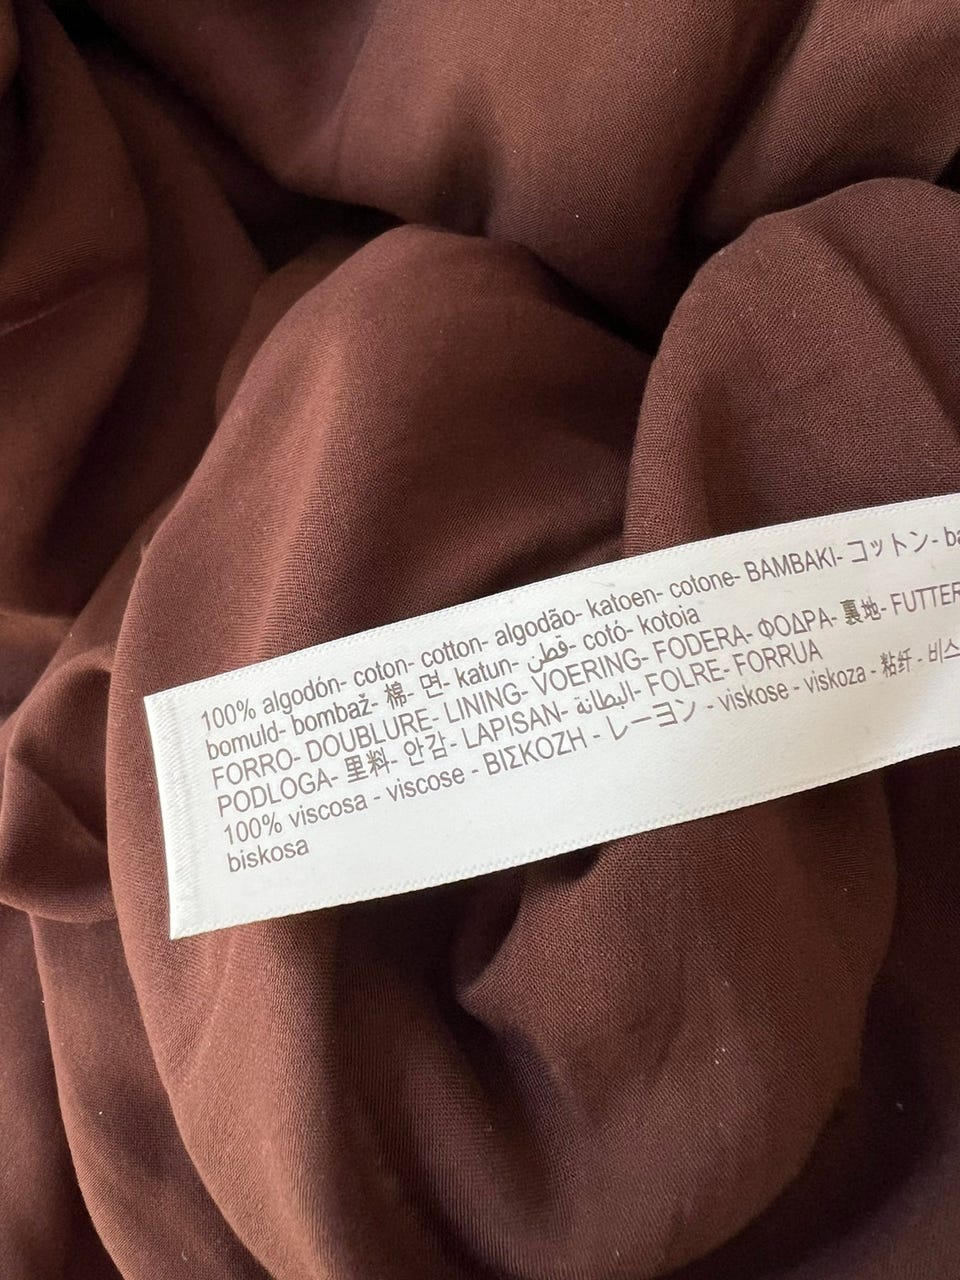 100% algodón- coton- cotton- algodão- katoen- cotone- BAMBAKI- コットン- ba
bomuld- bombaž- 棉- 면- katun- قطن- cotó- kotoia
FORRO- DOUBLURE- LINING- VOERING- FODERA- ΦΟΔΡΑ- 裏地- FUTTER
PODLOGA- 里料- 안감- LAPISAN- البطانة- FOLRE- FORRUA
100% viscosa - viscose - ΒΙΣΚΟΖΗ - レーヨン - viskose - viskoza - 粘纤 - 비스
biskosa